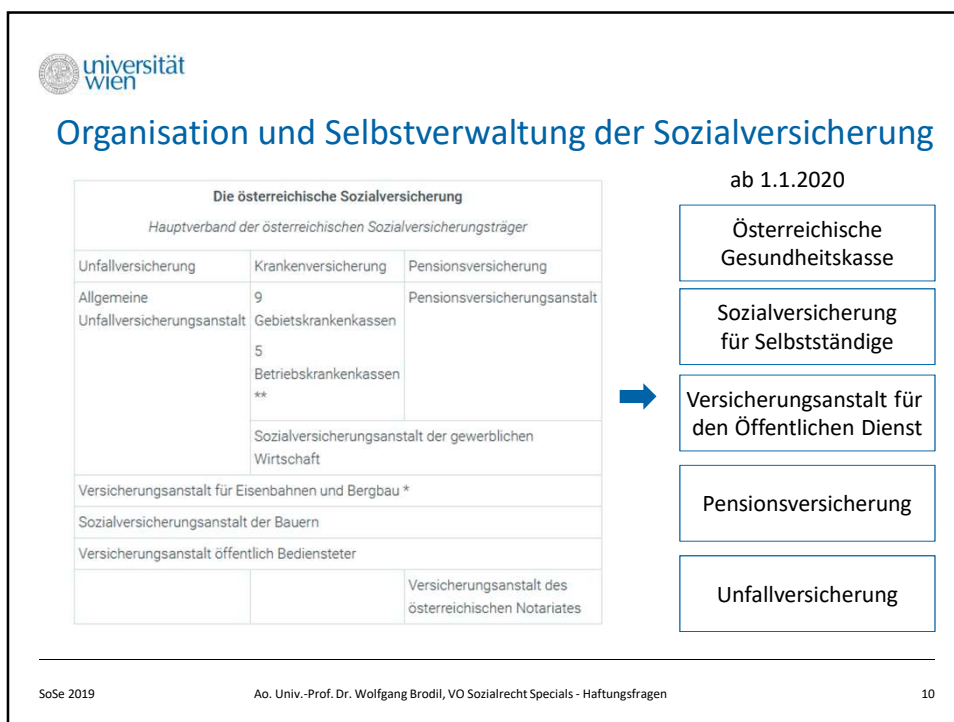 universität
wien
Organisation und Selbstverwaltung der Sozialversicherung
Die österreichische Sozialversicherung
Hauptverband der österreichischen Sozialversicherungsträger
Unfallversicherung
Krankenversicherung
Pensionsversicherung
Allgemeine
Unfallversicherungsanstalt
9
Gebietskrankenkassen
5
Betriebskrankenkassen
**
Pensionsversicherungsanstalt
Sozialversicherungsanstalt der gewerblichen
Wirtschaft
Versicherungsanstalt für Eisenbahnen und Bergbau *
Sozialversicherungsanstalt der Bauern
Versicherungsanstalt öffentlich Bediensteter
Versicherungsanstalt des
österreichischen Notariates
ab 1.1.2020
Österreichische
Gesundheitskasse
Sozialversicherung
für Selbstständige
Versicherungsanstalt für
den Öffentlichen Dienst
Pensionsversicherung
Unfallversicherung
SoSe 2019
Ao. Univ.-Prof. Dr. Wolfgang Brodil, VO Sozialrecht Specials - Haftungsfragen
10